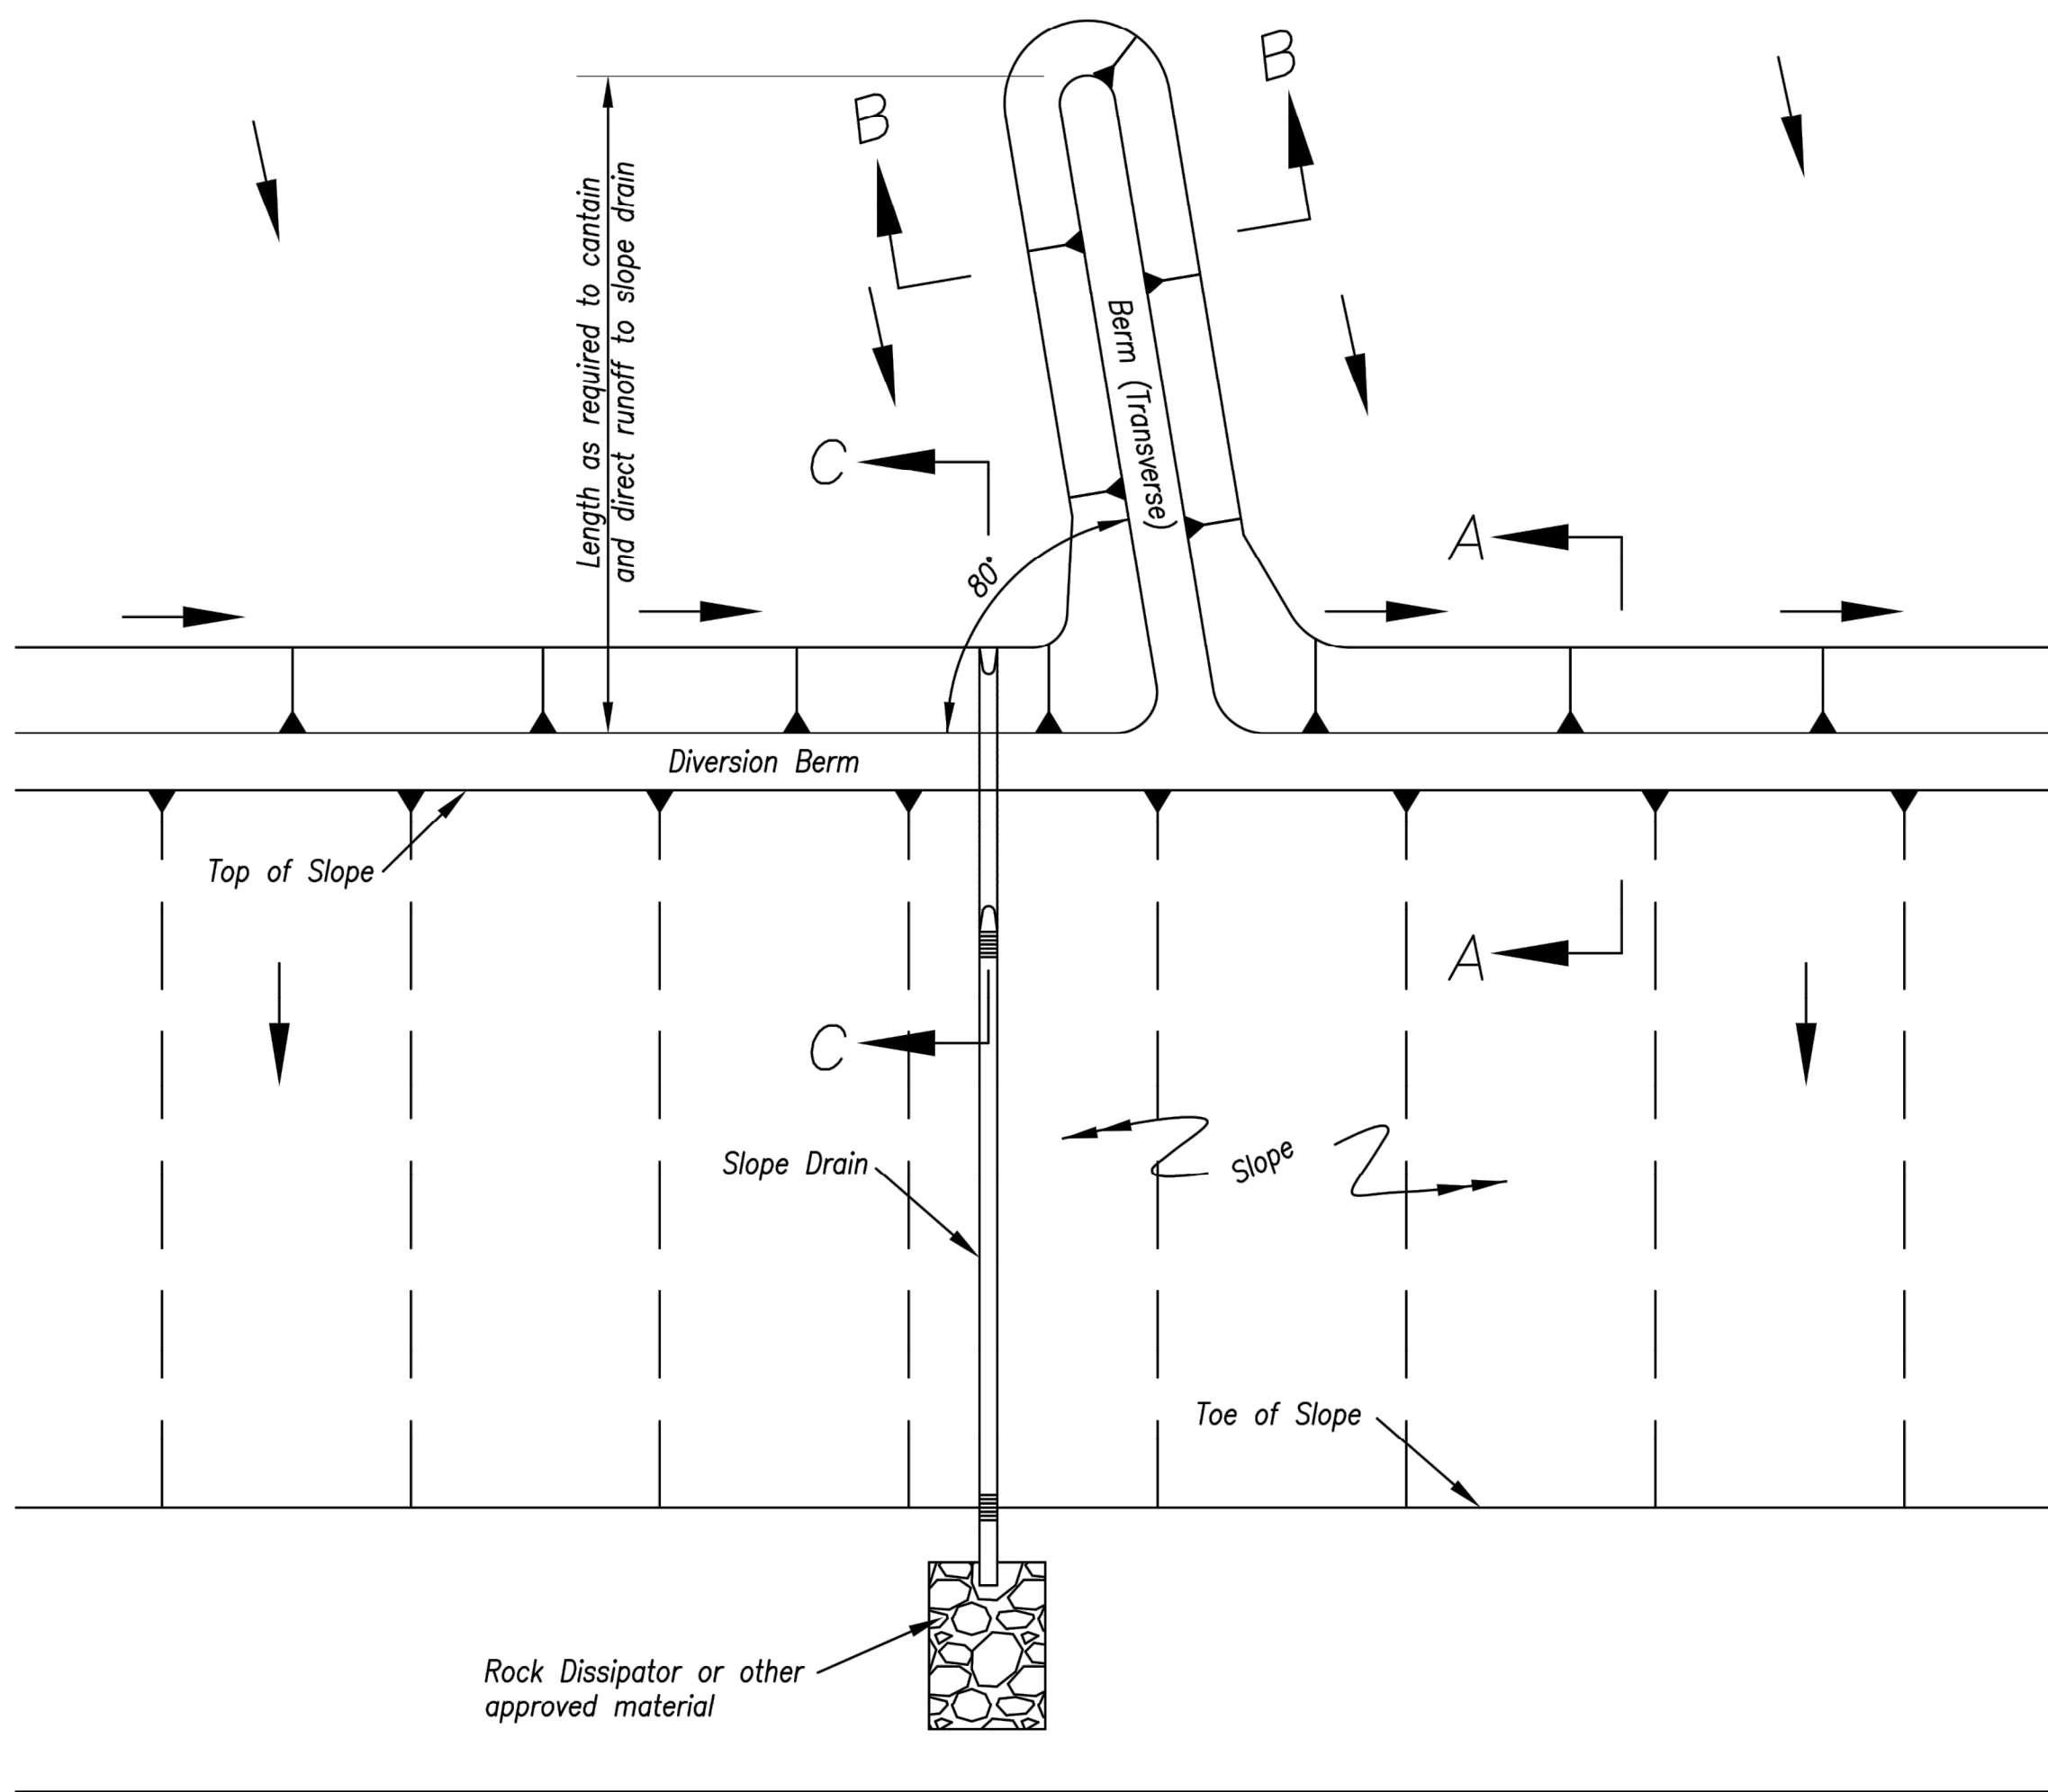 B
B
Length as required to cantain
and direct runoff to slope drain
Berm (Transverse)
C
A
80°
Diversion Berm
Top of Slope
A
C
Slope Drain
Slope
Toe of Slope
Rock Dissipator or other
approved material